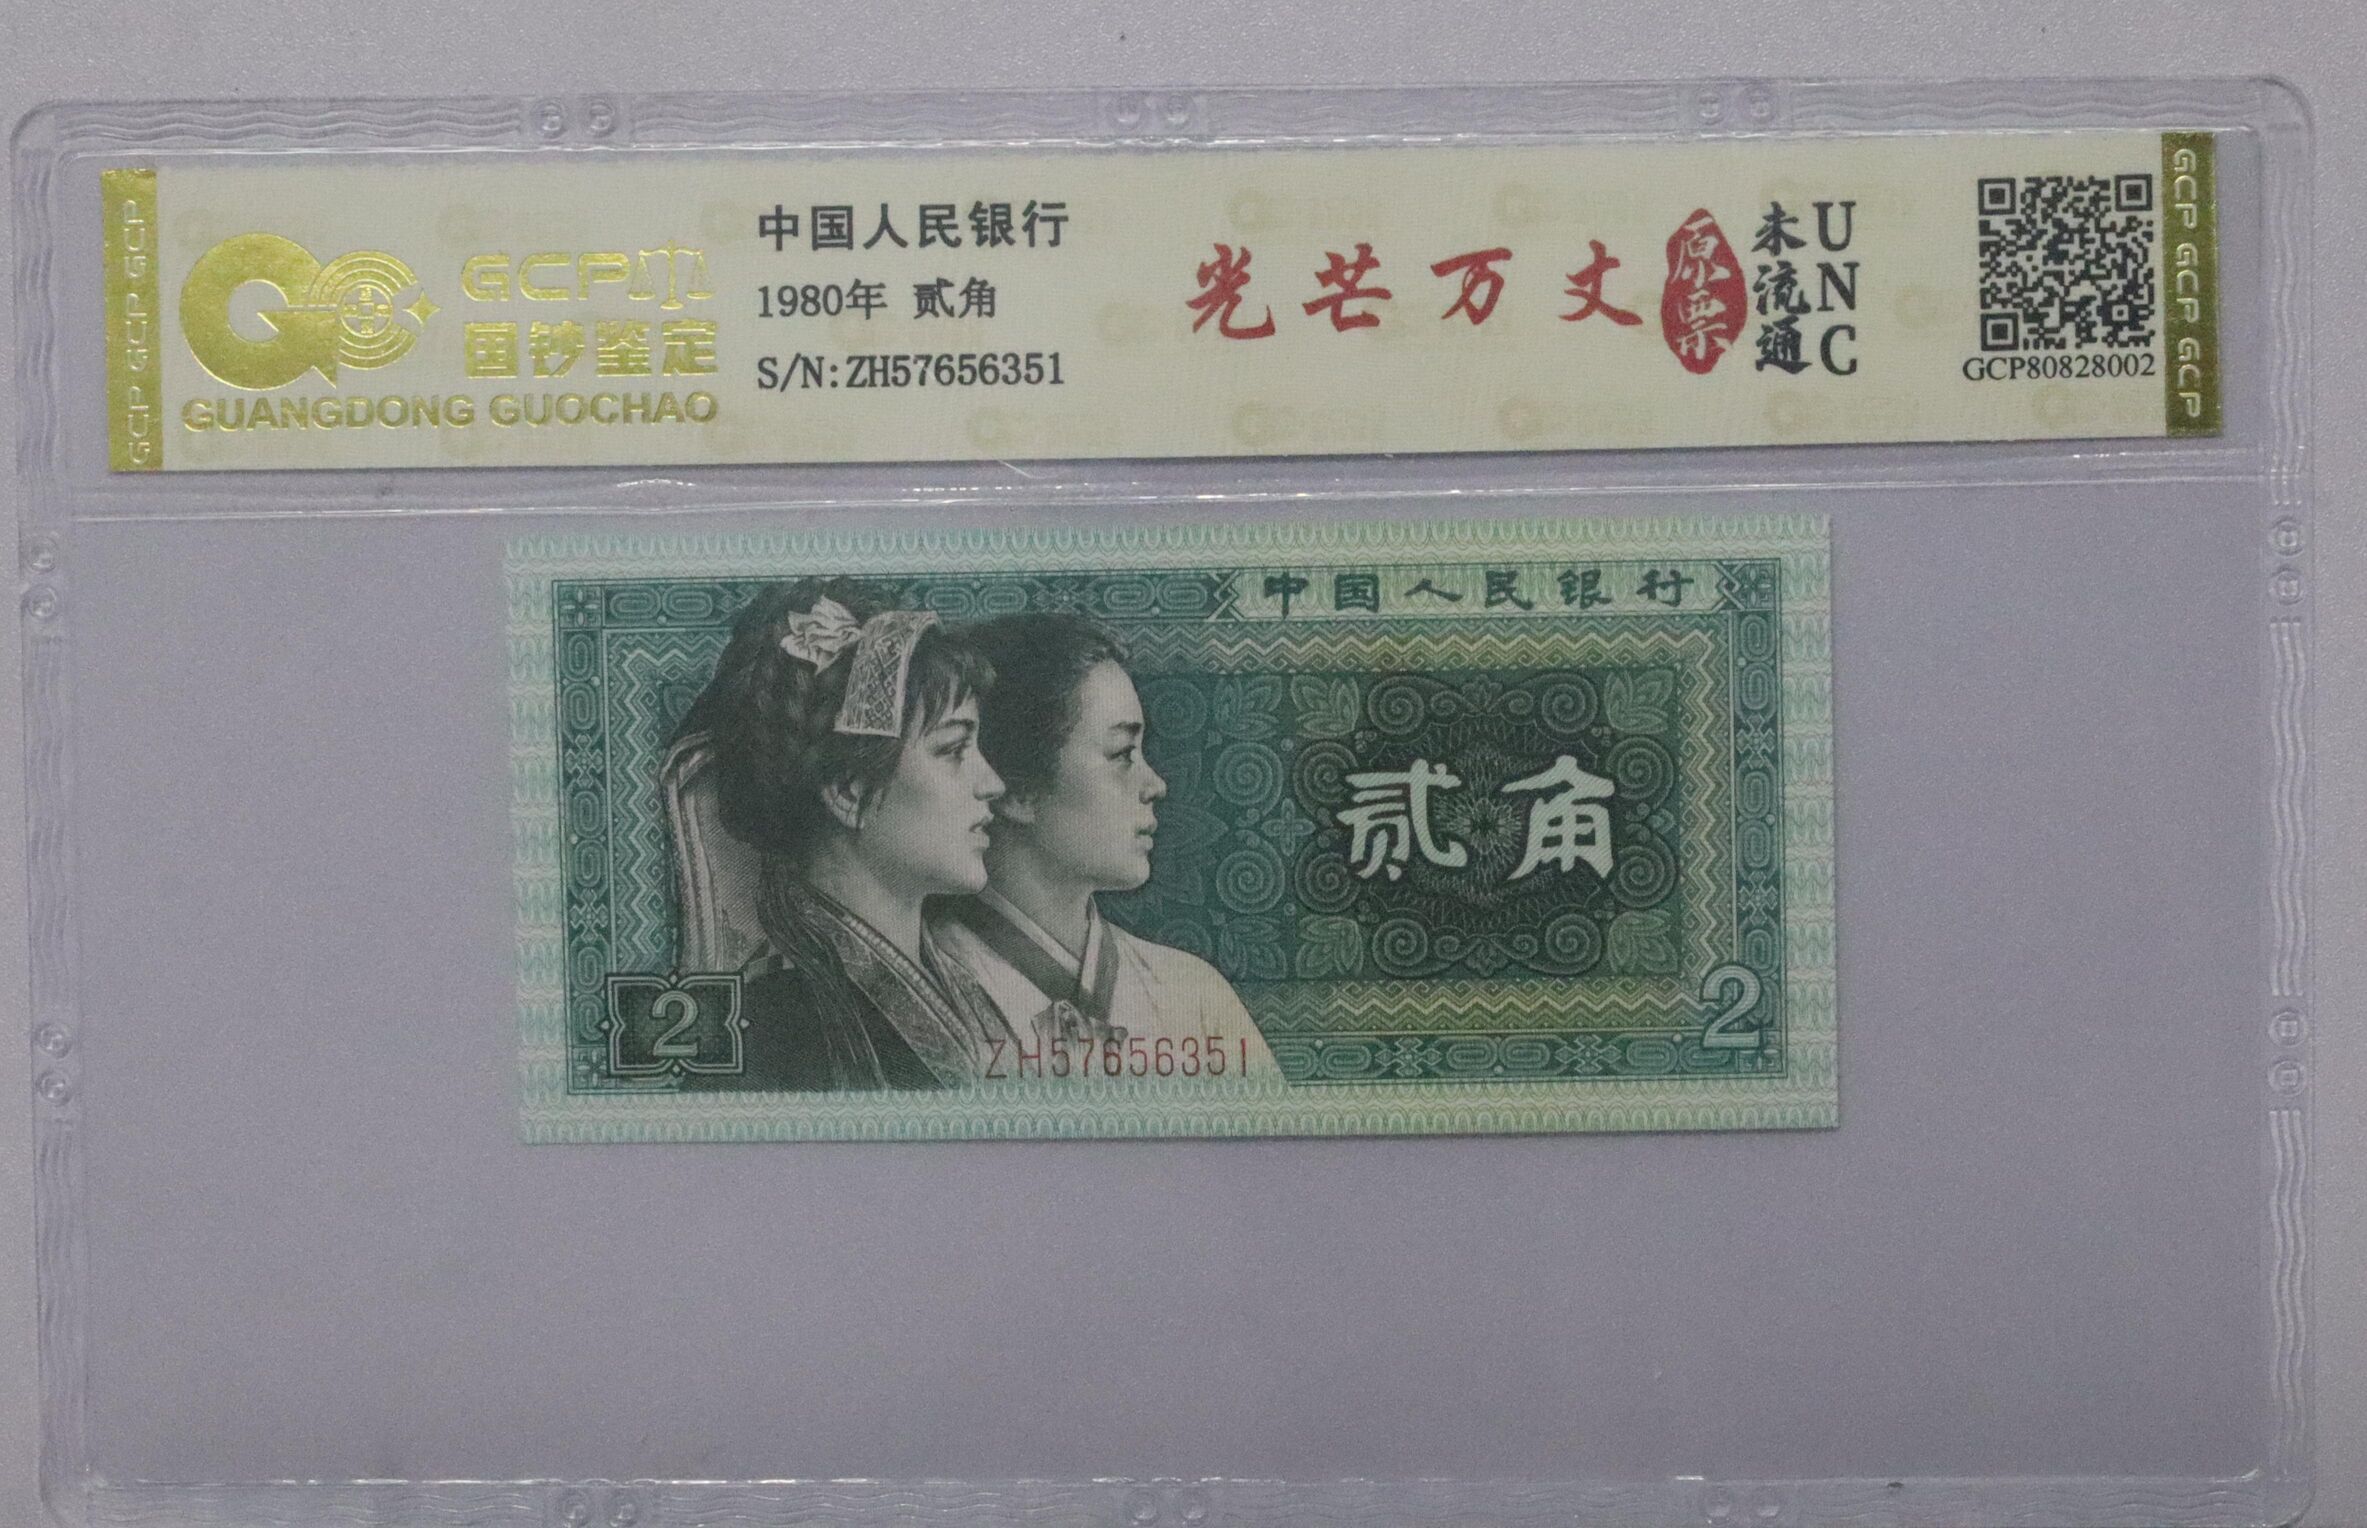 GCP GCP GCP
GCP
国钞鉴定
GUANGDONG GUOCHAO
中国人民银行
1980年 贰角
S/N:ZH57656351
光芒万丈
原票
未流通
UNC
GCP80828002
GCP GCP GCP GCP
中国人民银行
贰角
2
2
ZH57656351